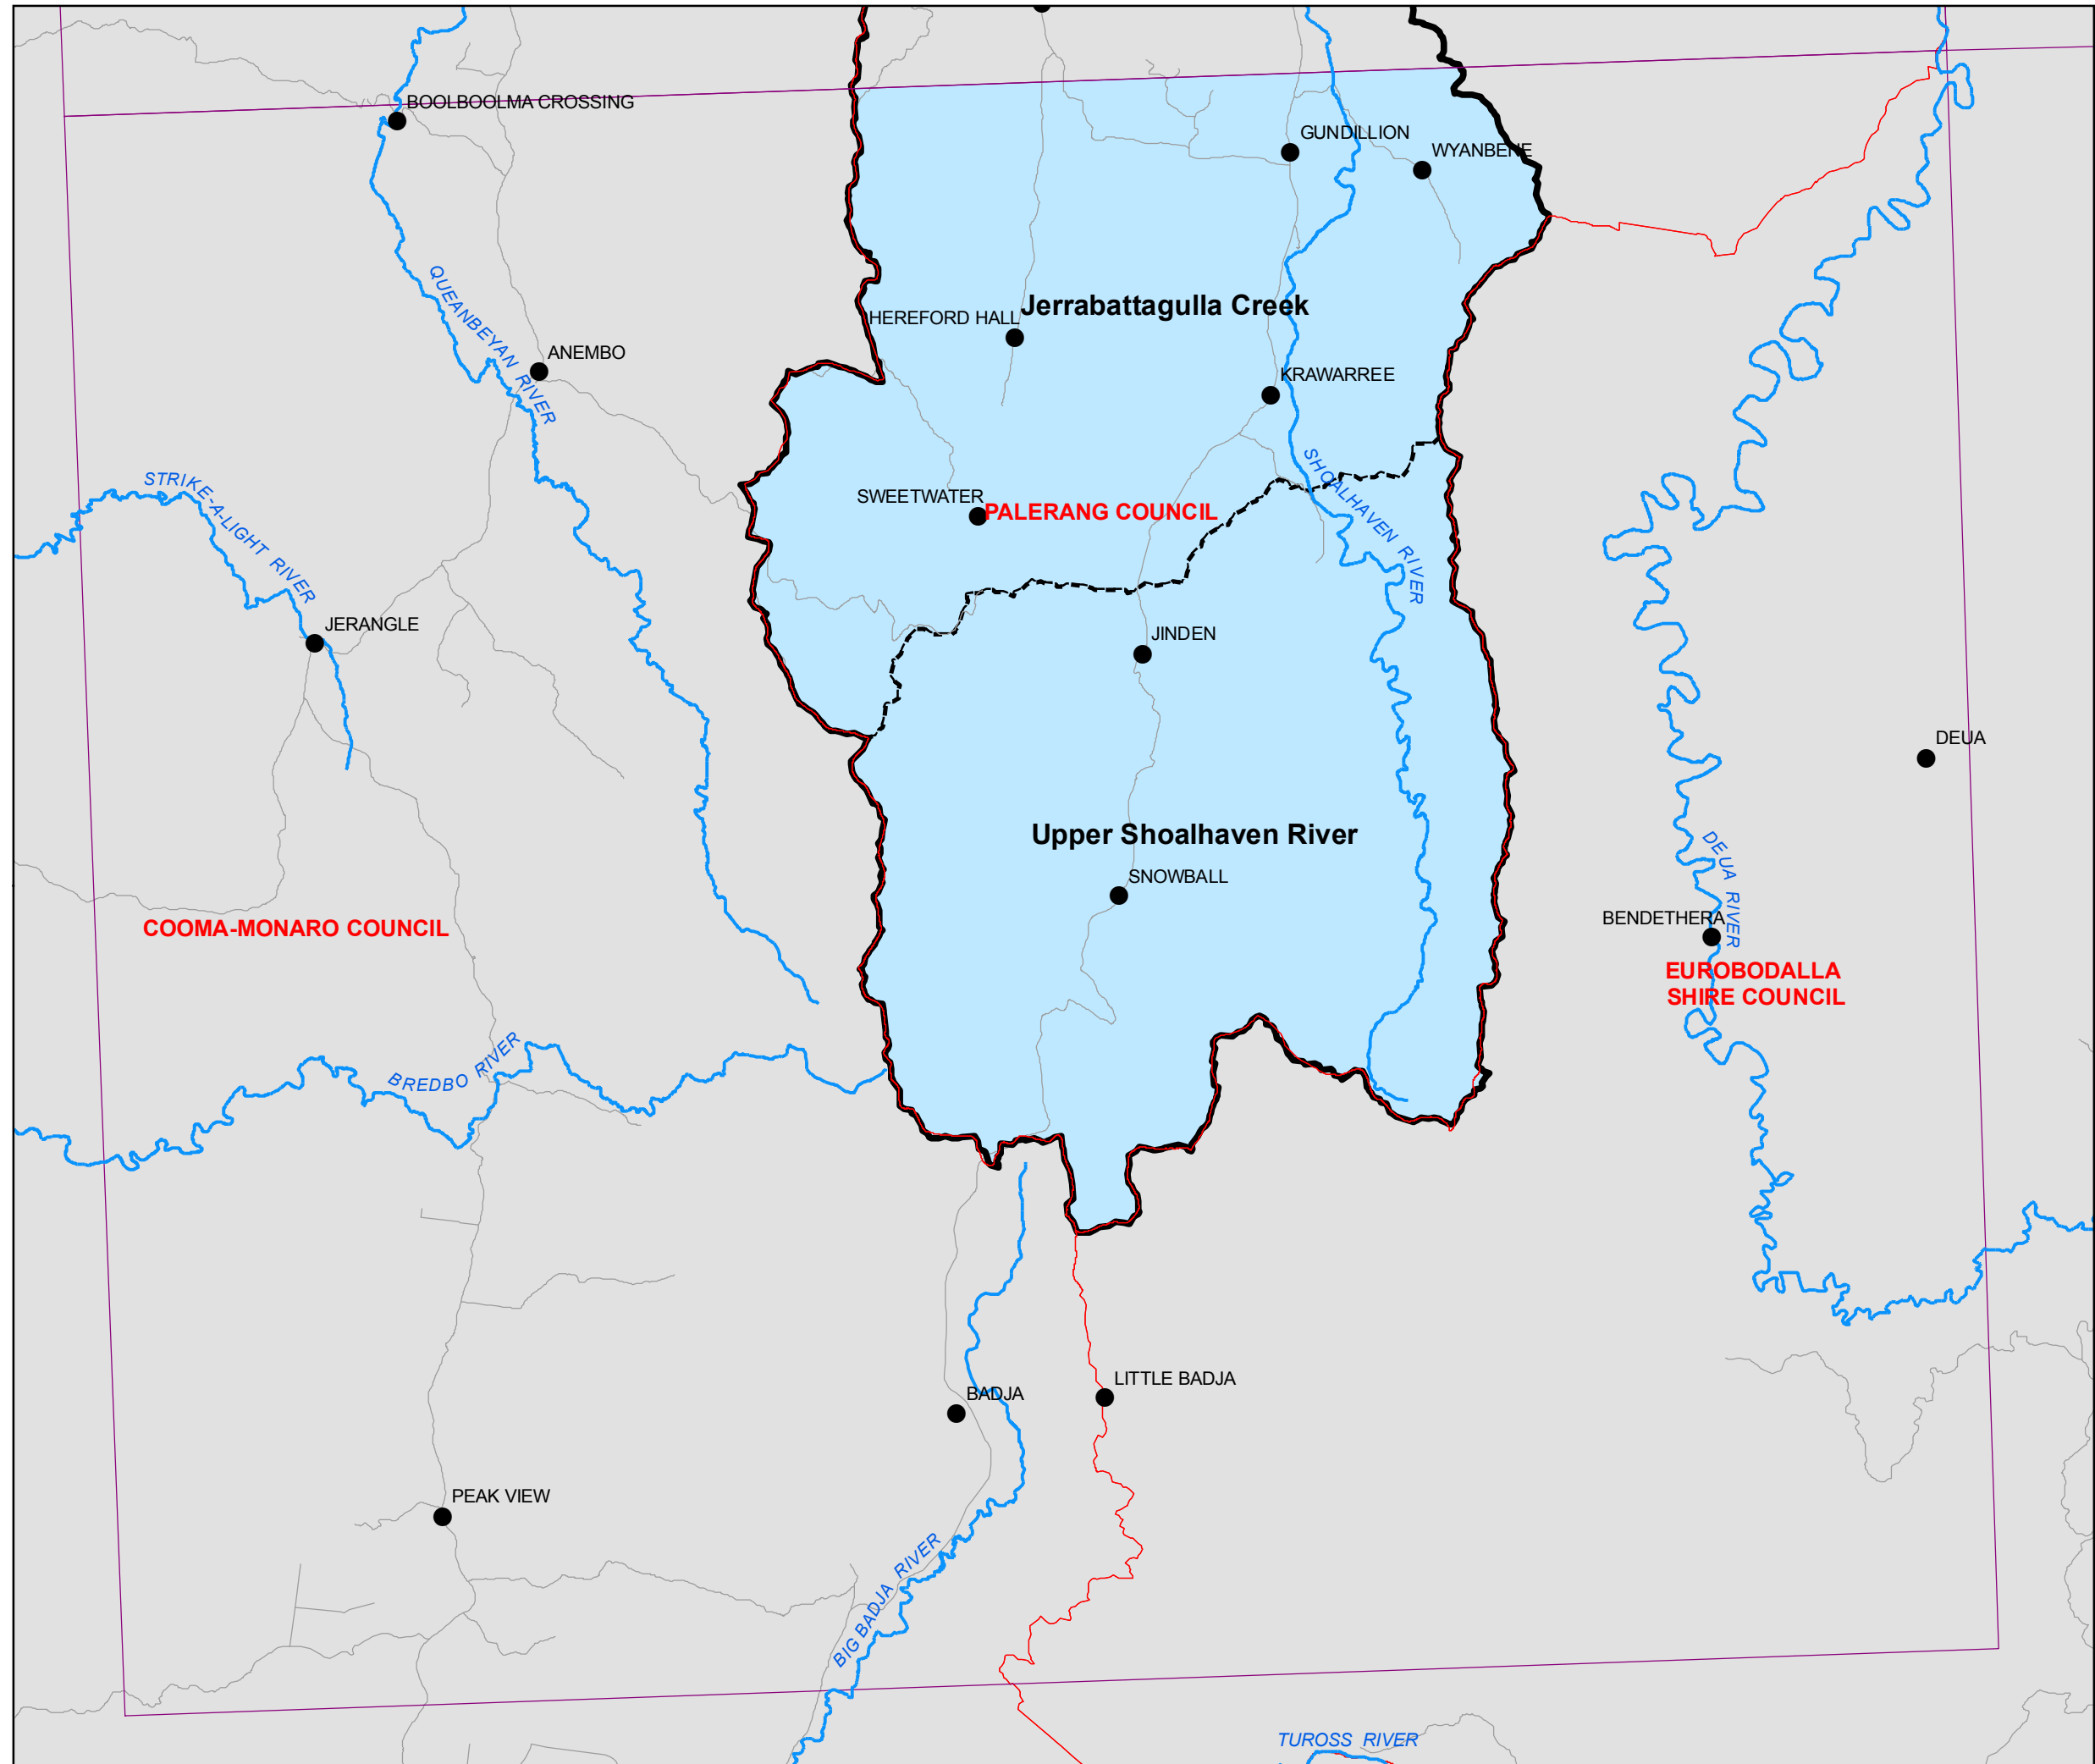 BOOLBOOLMA CROSSING
GUNDILLION
WYANBENE
QUEANBEYAN RIVER
Jerrabattagulla Creek
HEREFORD HALL
ANEMBO
KRAWARREE
STRIKE-A-LIGHT RIVER
SHOALHAVEN RIVER
SWEETWATER
PALERANG COUNCIL
JERANGLE
JINDEN
DEUA
Upper Shoalhaven River
DEUA RIVER
SNOWBALL
BENDETHERA
COOMA-MONARO COUNCIL
EUROBODALLA
SHIRE COUNCIL
BREDBO RIVER
LITTLE BADJA
BADJA
PEAK VIEW
BIG BADJA RIVER
TUROSS RIVER